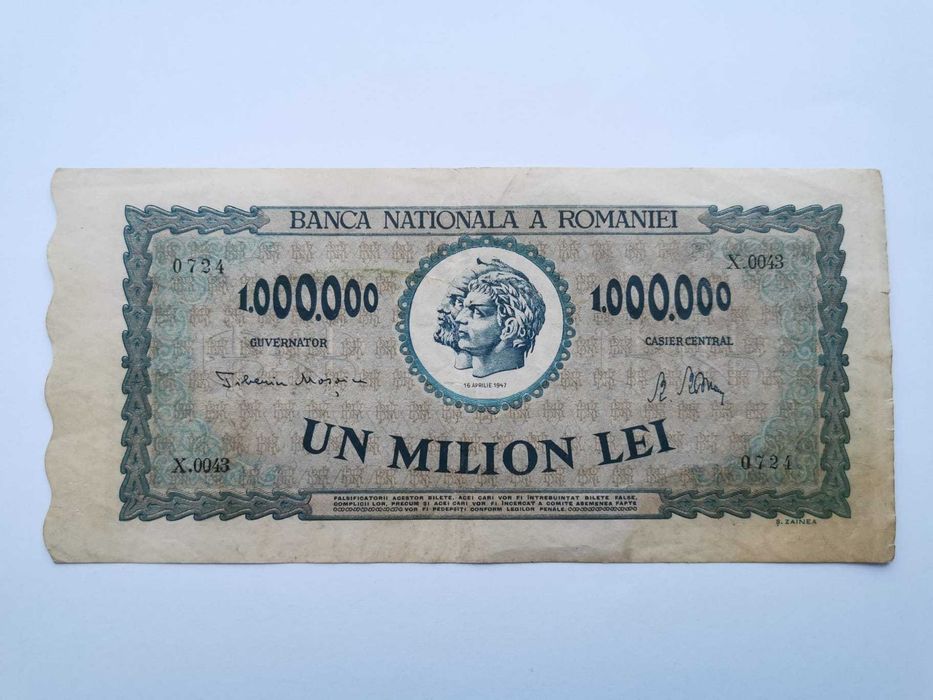 BANCA NATIONALA A ROMANIEI
0724
X.0043
1.000.000
1.000.000
GUVERNATOR
CASIER CENTRAL
16 APRILIE 1947
UN MILION LEI
X.0043
0724
FALSIFICATORII ACESTOR BILETE, ACEI CARI VOR FI ÎNTREBUINȚAT BILETE FALSE,
COMPLICII LOR, PRECUM ȘI ACEI CARI VOR FI ÎNCERCAT A COMITE ASEMENEA FAPTE
VOR FI PEDEPSIȚI CONFORM LEGILOR PENALE.
Ș. ZAINEA